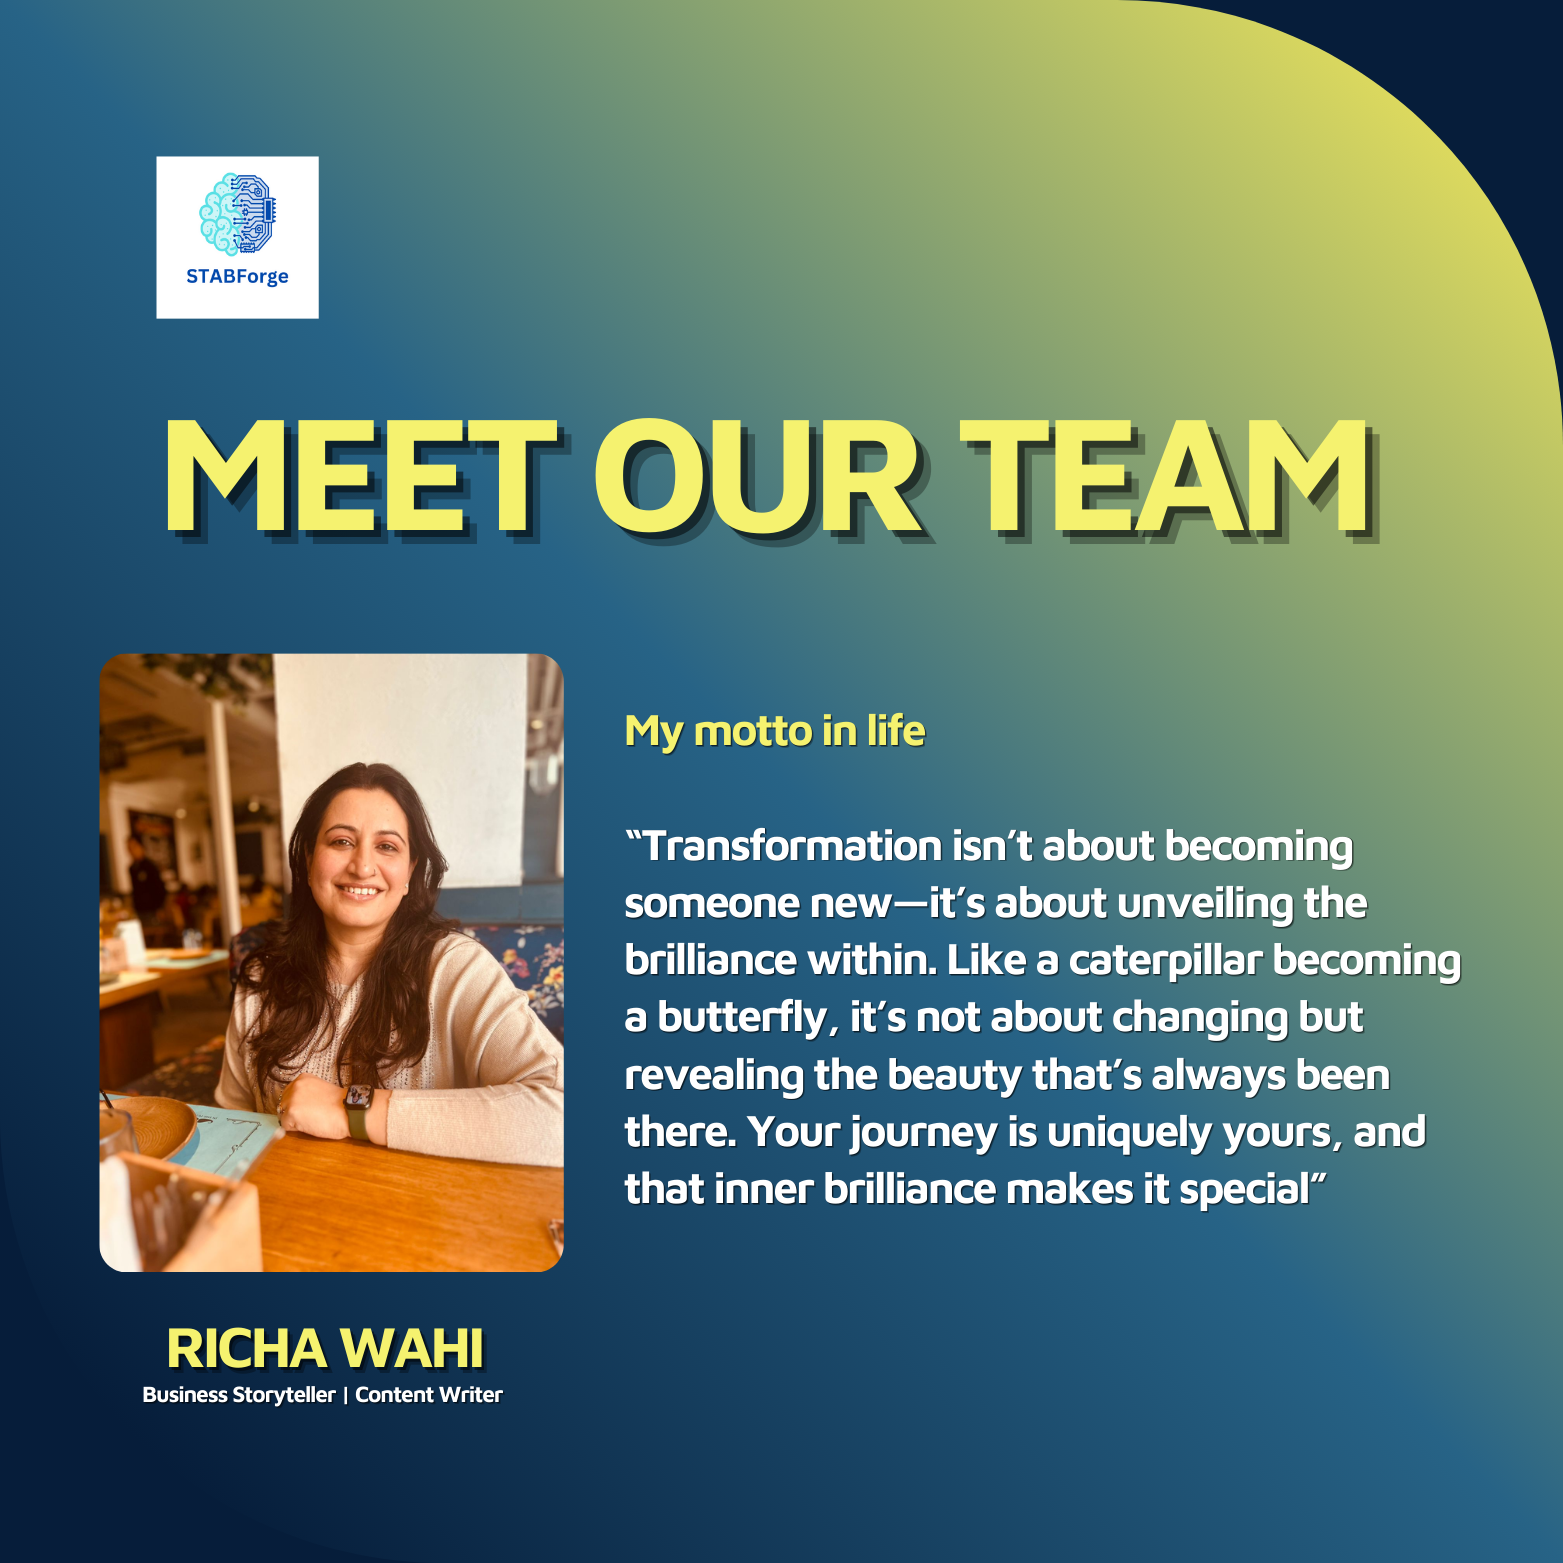 STABForge
MEET OUR TEAM
My motto in life
“Transformation isn’t about becoming
someone new—it’s about unveiling the
brilliance within. Like a caterpillar becoming
a butterfly, it’s not about changing but
revealing the beauty that’s always been
there. Your journey is uniquely yours, and
that inner brilliance makes it special”
RICHA WAHI
Business Storyteller | Content Writer